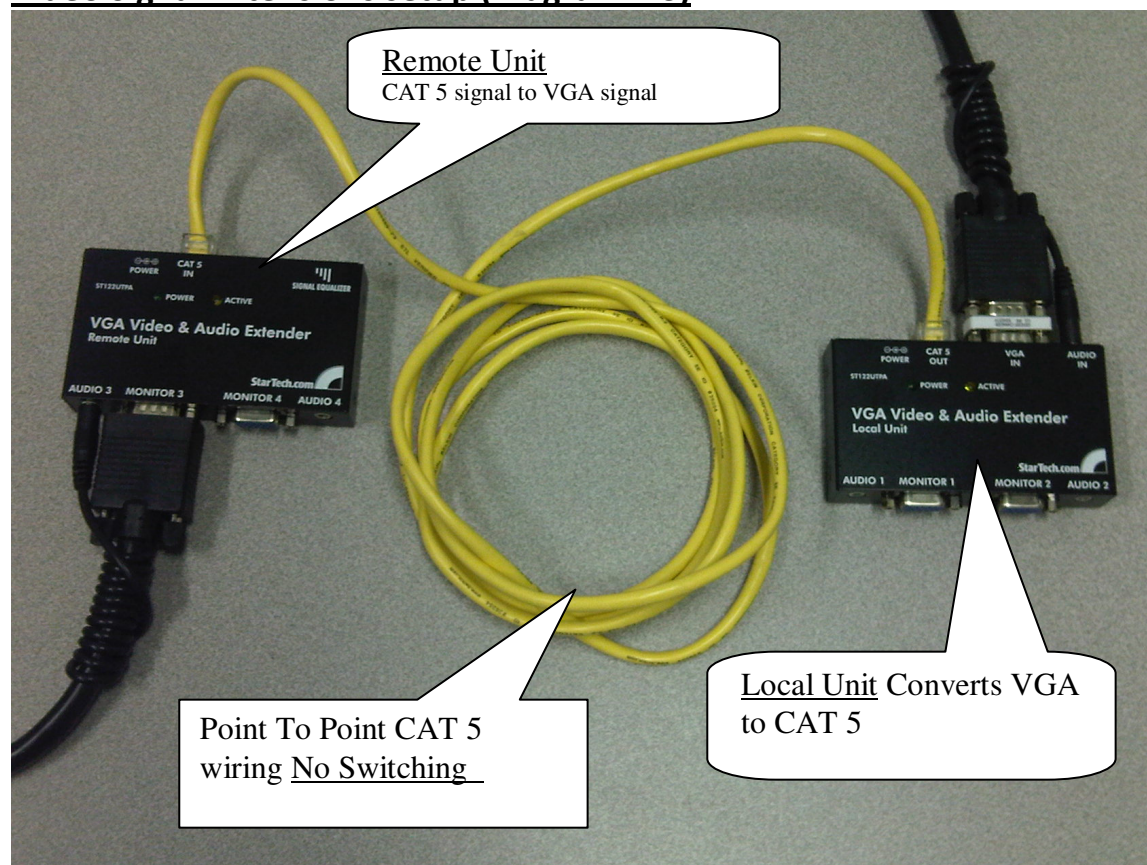 Remote Unit
CAT 5 signal to VGA signal
POWER
CAT 5
IN
ST122UTPA
POWER
ACTIVE
SIGNAL EQUALIZER
VGA Video & Audio Extender
Remote Unit
StarTech.com
AUDIO 3
MONITOR 3
MONITOR 4
AUDIO 4
POWER
CAT 5
OUT
VGA
IN
AUDIO
IN
ST122UTPA
POWER
ACTIVE
VGA Video & Audio Extender
Local Unit
StarTech.com
AUDIO 1
MONITOR 1
MONITOR 2
AUDIO 2
Point To Point CAT 5
wiring No Switching
Local Unit Converts VGA
to CAT 5